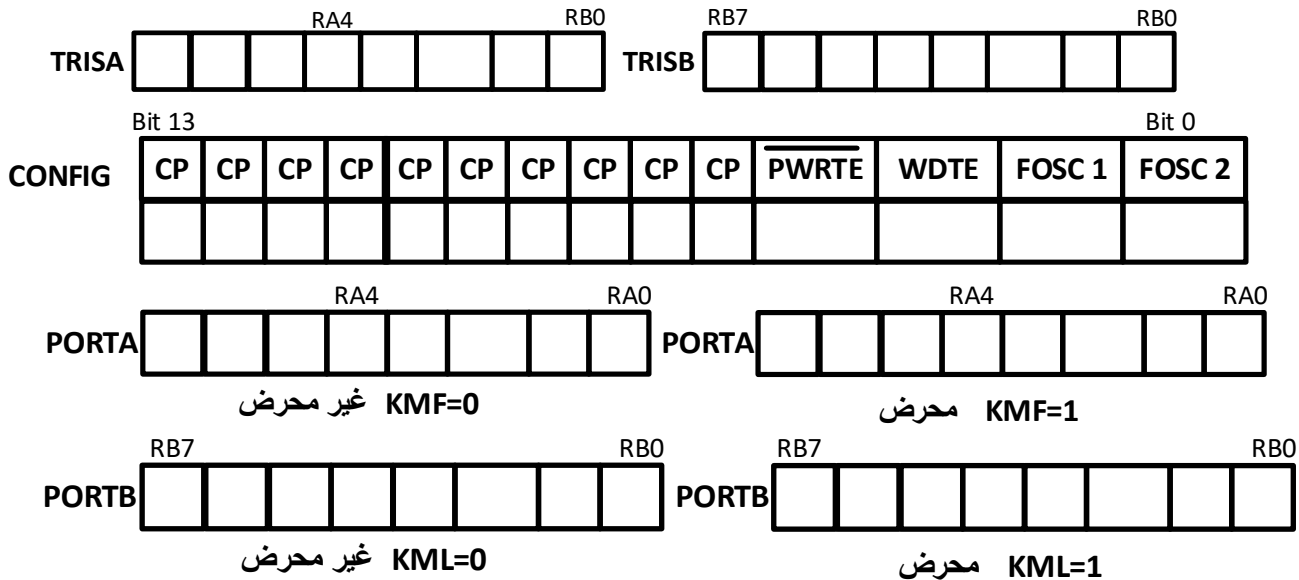 RA4 RB0 RB7 RB0
TRISA TRISB
Bit 13 Bit 0
CONFIG CP CP CP CP CP CP CP CP CP CP PWRTE WDTE FOSC 1 FOSC 2
RA4 RA0 RA4 RA0
PORTA PORTA
KMF=0 غير محرض KMF=1 محرض
RB7 RB0 RB7 RB0
PORTB PORTB
KML=0 غير محرض KML=1 محرض